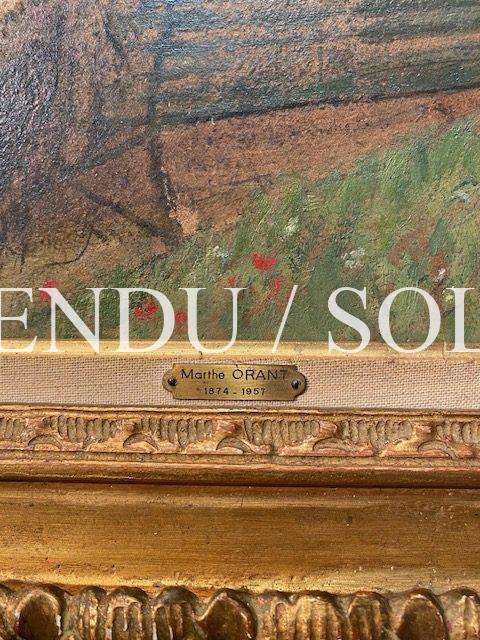 ENDU / SOL
Marthe ORANT
1874 - 1957